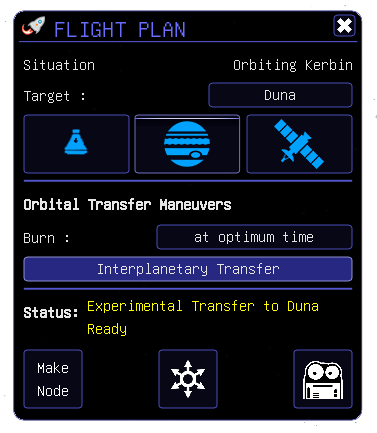 FLIGHT PLAN
Situation Orbiting Kerbin
Target : Duna
Orbital Transfer Maneuvers
Burn : at optimum time
Interplanetary Transfer
Status: Experimental Transfer to Duna
Ready
Make
Node